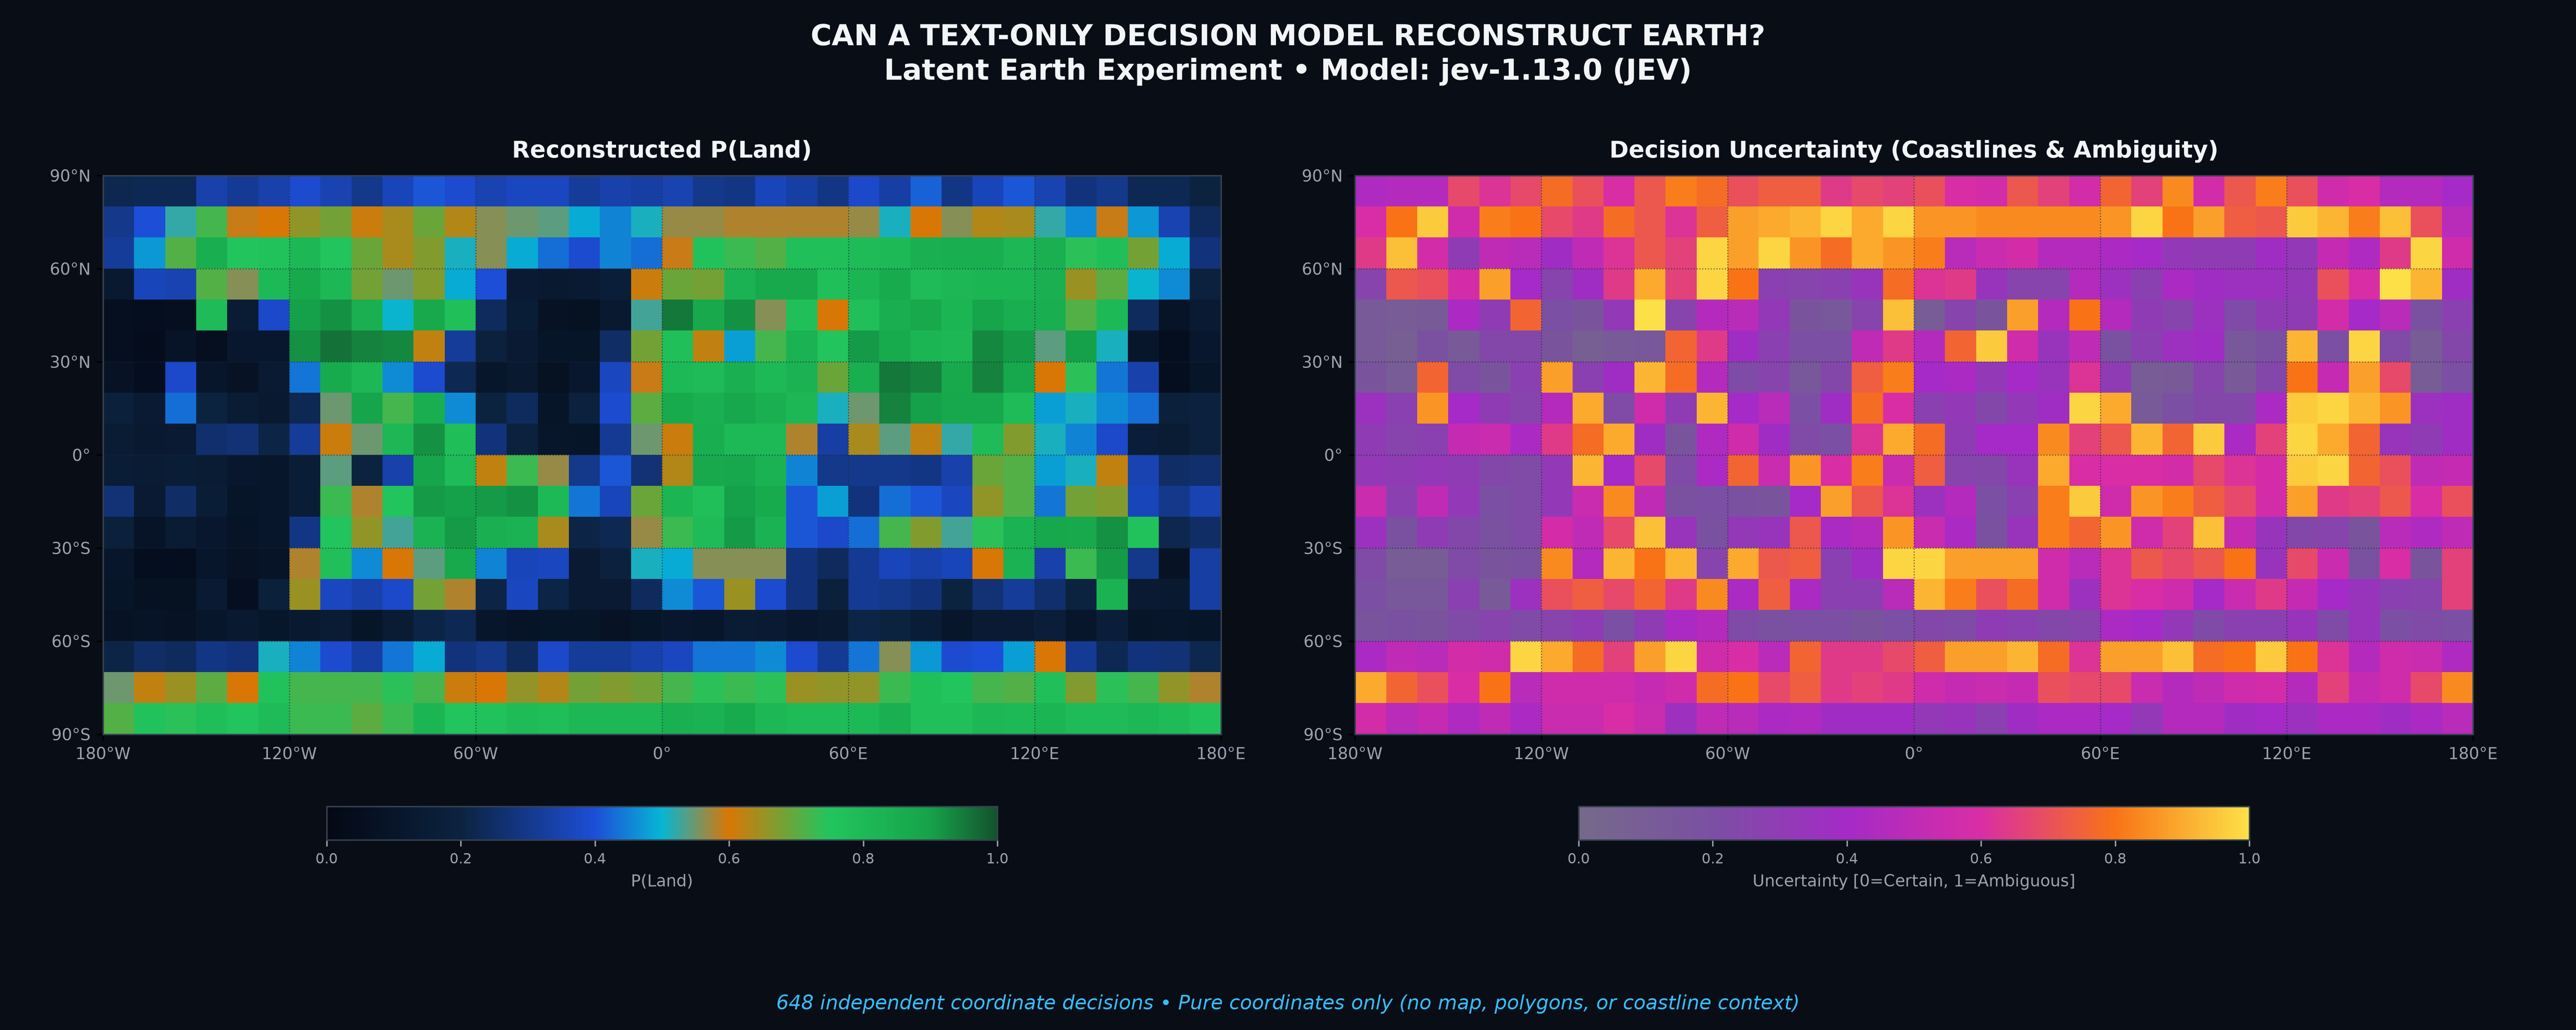 CAN A TEXT-ONLY DECISION MODEL RECONSTRUCT EARTH?
Latent Earth Experiment • Model: jev-1.13.0 (JEV)
Reconstructed P(Land)
90°N
60°N
30°N
0°
30°S
60°S
90°S
180°W 120°W 60°W 0° 60°E 120°E 180°E
0.0 0.2 0.4 0.6 0.8 1.0
P(Land)
Decision Uncertainty (Coastlines & Ambiguity)
90°N
60°N
30°N
0°
30°S
60°S
90°S
180°W 120°W 60°W 0° 60°E 120°E 180°E
0.0 0.2 0.4 0.6 0.8 1.0
Uncertainty [0=Certain, 1=Ambiguous]
648 independent coordinate decisions • Pure coordinates only (no map, polygons, or coastline context)